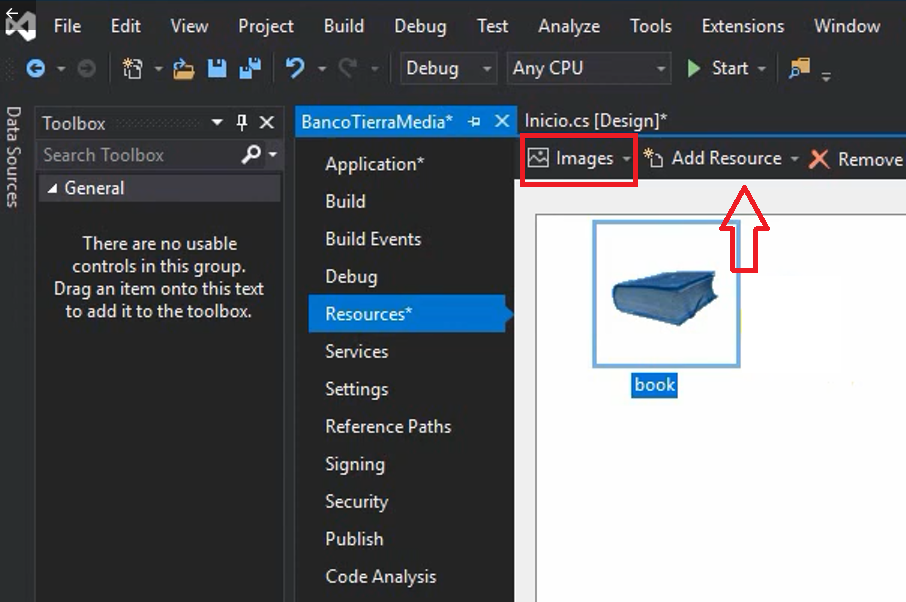 File Edit View Project Build Debug Test Analyze Tools Extensions Window
Debug Any CPU Start
Data Sources
Toolbox
Search Toolbox
General
There are no usable
controls in this group.
Drag an item onto this text
to add it to the toolbox.
BancoTierraMedia* Inicio.cs [Design]*
Application*
Build
Build Events
Debug
Resources*
Services
Settings
Reference Paths
Signing
Security
Publish
Code Analysis
Images Add Resource Remove
book